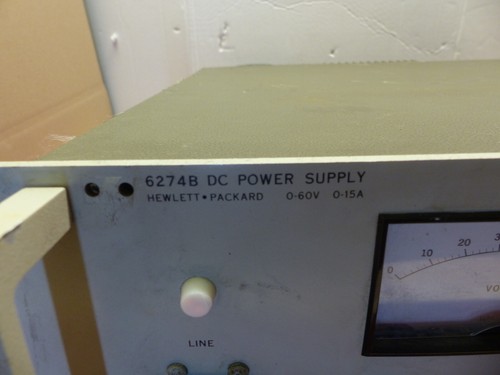 6274B DC POWER SUPPLY
HEWLETT•PACKARD 0-60V 0-15A
0 10 20
LINE